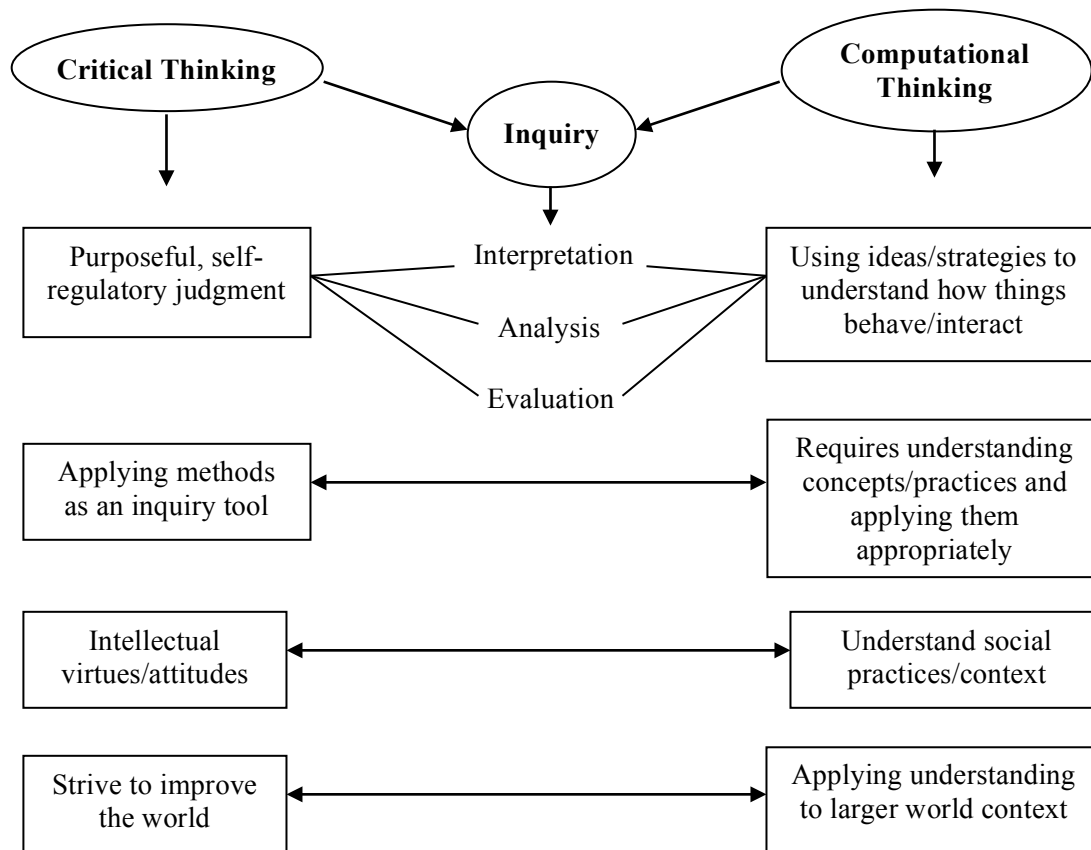 Critical Thinking
Inquiry
Computational
Thinking
Purposeful, self-
regulatory judgment
Interpretation
Analysis
Evaluation
Using ideas/strategies to
understand how things
behave/interact
Applying methods
as an inquiry tool
Requires understanding
concepts/practices and
applying them
appropriately
Intellectual
virtues/attitudes
Understand social
practices/context
Strive to improve
the world
Applying understanding
to larger world context